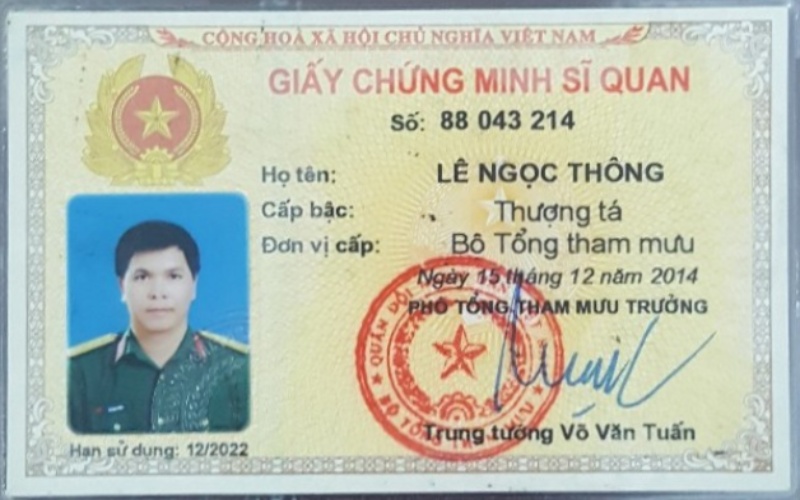 CỘNG HOÀ XÃ HỘI CHỦ NGHĨA VIỆT NAM
GIẤY CHỨNG MINH SĨ QUAN
Số: 88 043 214
Họ tên: LÊ NGỌC THÔNG
Cấp bậc: Thượng tá
Đơn vị cấp: Bộ Tổng tham mưu
Ngày 15 tháng 12 năm 2014
PHÓ TỔNG THAM MƯU TRƯỞNG
QUÂN ĐỘI
BỘ TỔNG
Trung tướng Võ Văn Tuấn
Hạn sử dụng: 12/2022